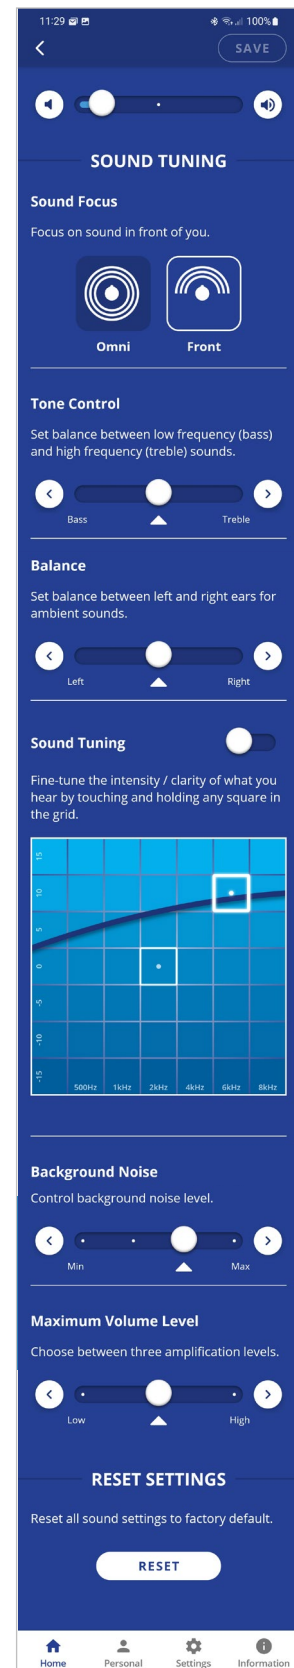 11:29 100%
SAVE
SOUND TUNING
Sound Focus
Focus on sound in front of you.
Omni Front
Tone Control
Set balance between low frequency (bass)
and high frequency (treble) sounds.
Bass Treble
Balance
Set balance between left and right ears for
ambient sounds.
Left Right
Sound Tuning
Fine-tune the intensity / clarity of what you
hear by touching and holding any square in
the grid.
15
10
5
0
-5
-10
-15
500Hz 1kHz 2kHz 4kHz 6kHz 8kHz
Background Noise
Control background noise level.
Min Max
Maximum Volume Level
Choose between three amplification levels.
Low High
RESET SETTINGS
Reset all sound settings to factory default.
RESET
Home Personal Settings Information